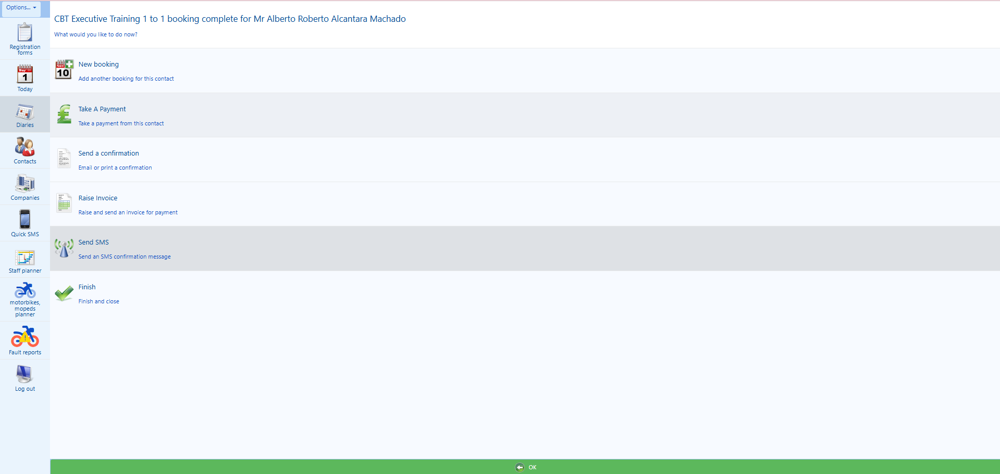 Options...
Registration
forms
Day
1
Today
Diaries
Contacts
Companies
Quick SMS
Staff planner
motorbikes,
mopeds
planner
Fault reports
Log out
CBT Executive Training 1 to 1 booking complete for Mr Alberto Roberto Alcantara Machado
What would you like to do now?
Nov
10
New booking
Add another booking for this contact
£
Take A Payment
Take a payment from this contact
Send a confirmation
Email or print a confirmation
Raise Invoice
Raise and send an invoice for payment
Send SMS
Send an SMS confirmation message
Finish
Finish and close
OK